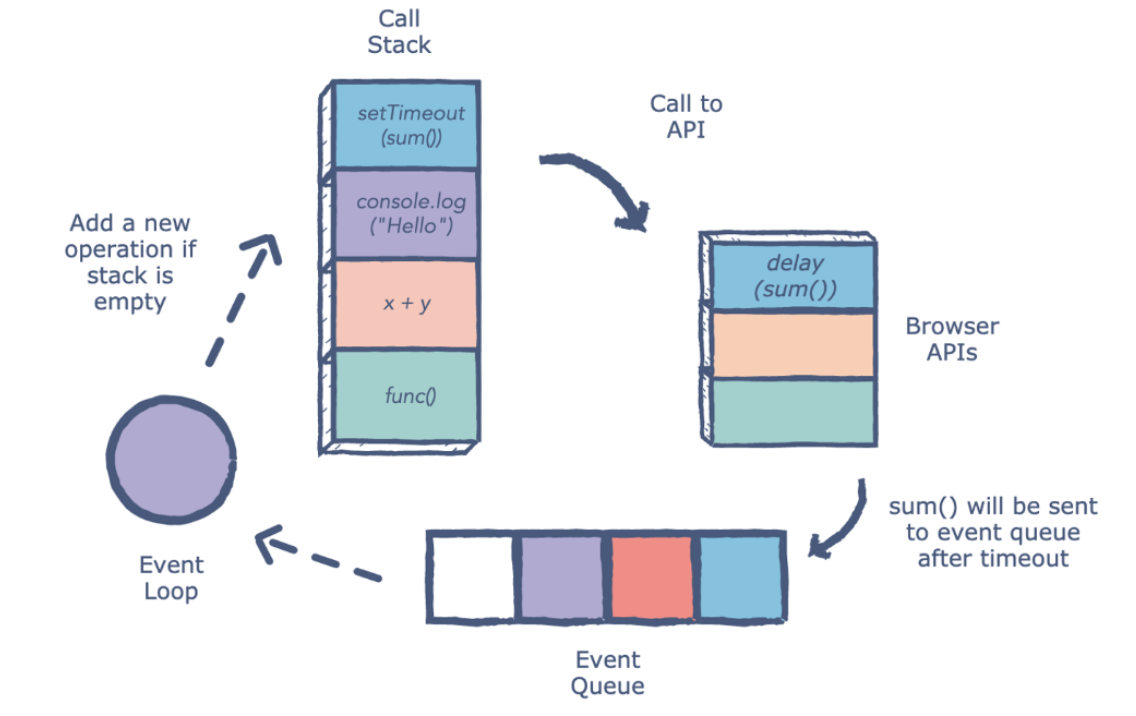 Call
Stack
setTimeout
(sum())
console.log
("Hello")
x + y
func()
Call to
API
delay
(sum())
Browser
APIs
Add a new
operation if
stack is
empty
Event
Loop
sum() will be sent
to event queue
after timeout
Event
Queue